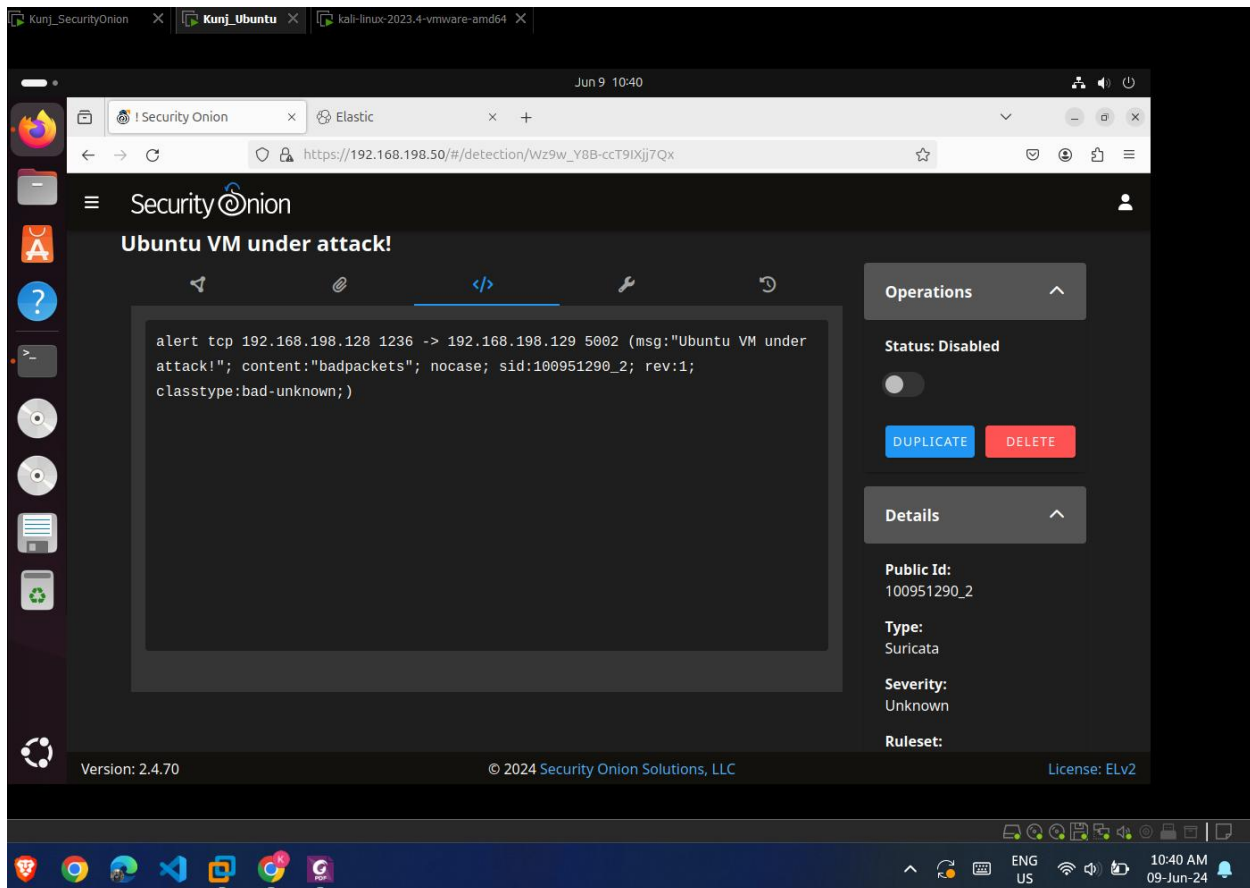 Kunj_SecurityOnion
Kunj_Ubuntu
kali-linux-2023.4-vmware-amd64
Jun 9 10:40
! Security Onion
Elastic
https://192.168.198.50/#/detection/Wz9w_Y8B-ccT9IXjj7Qx
Security Onion
Ubuntu VM under attack!
alert tcp 192.168.198.128 1236 -> 192.168.198.129 5002 (msg:"Ubuntu VM under
attack!"; content:"badpackets"; nocase; sid:100951290_2; rev:1;
classtype:bad-unknown;)
Operations
Status: Disabled
DUPLICATE
DELETE
Details
Public Id:
100951290_2
Type:
Suricata
Severity:
Unknown
Ruleset:
Version: 2.4.70
© 2024 Security Onion Solutions, LLC
License: ELv2
ENG
US
10:40 AM
09-Jun-24